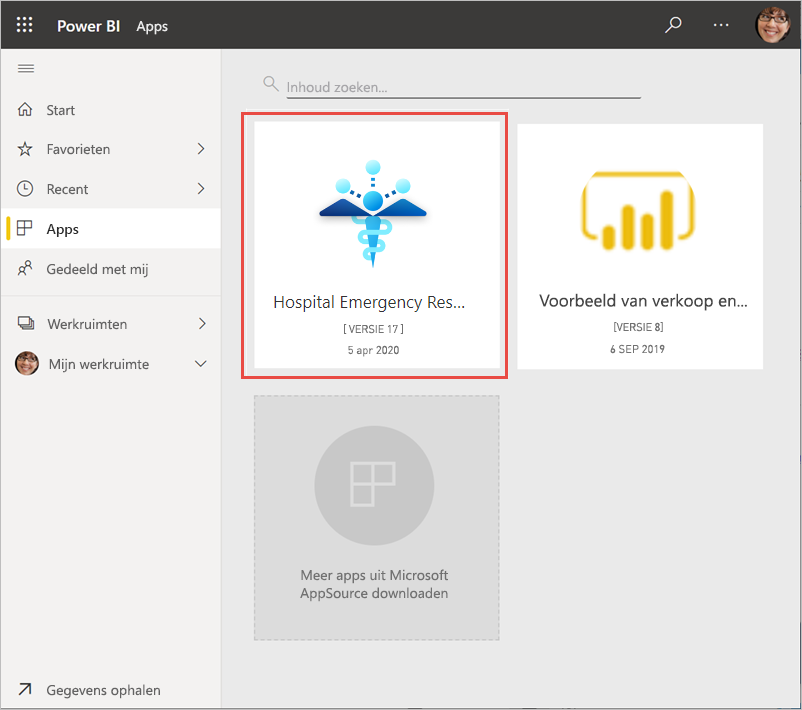 Power BI Apps
Inhoud zoeken...
Start
Favorieten
Recent
Apps
Gedeeld met mij
Werkruimten
Mijn werkruimte
Gegevens ophalen
Hospital Emergency Res...
[VERSIE 17]
5 apr 2020
Voorbeeld van verkoop en...
[VERSIE 8]
6 SEP 2019
Meer apps uit Microsoft
AppSource downloaden